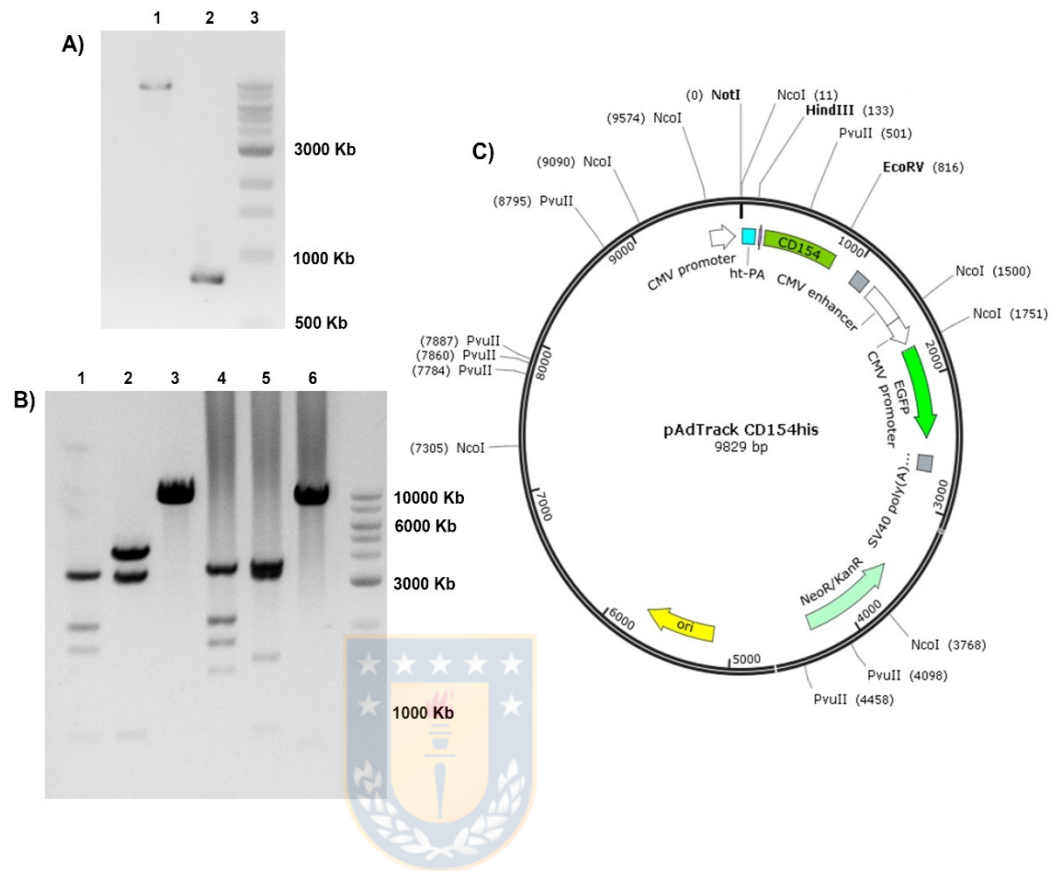 A)
1 2 3
3000 Kb
1000 Kb
500 Kb
B)
1 2 3 4 5 6
10000 Kb
6000 Kb
3000 Kb
1000 Kb
C)
(0) NotI
NcoI (11)
HindIII (133)
PvuII (501)
EcoRV (816)
NcoI (1500)
NcoI (1751)
NcoI (3768)
PvuII (4098)
PvuII (4458)
(7305) NcoI
(7784) PvuII
(7860) PvuII
(7887) PvuII
(8795) PvuII
(9090) NcoI
(9574) NcoI
1000
2000
3000
4000
5000
6000
7000
8000
9000
CMV promoter
ht-PA
CD154
CMV enhancer
CMV promoter
EGFP
SV40 poly(A)...
NeoR/KanR
ori
pAdTrack CD154his
9829 bp